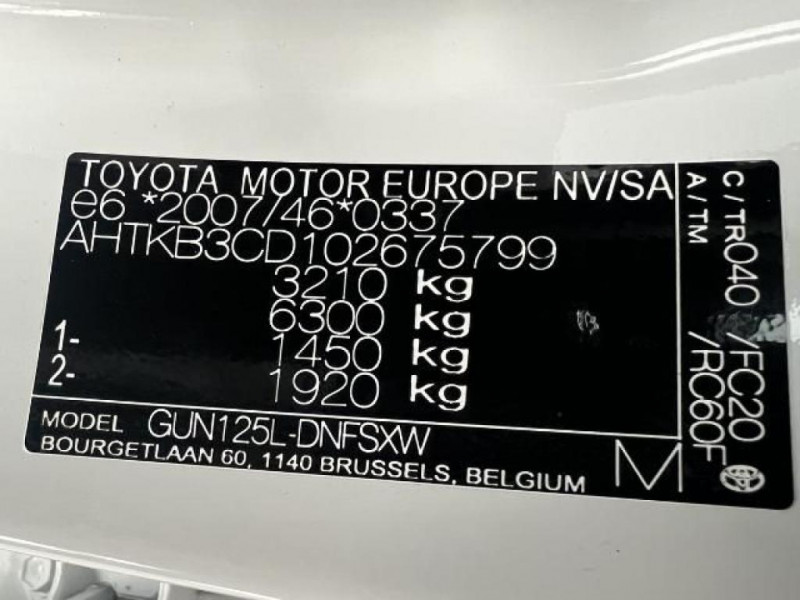 TOYOTA MOTOR EUROPE NV/SA
e6 *2007/46*0337
AHTKB3CD102675799
3210 kg
6300 kg
1- 1450 kg
2- 1920 kg
MODEL GUN125L-DNFSXW
BOURGETLAAN 60, 1140 BRUSSELS, BELGIUM
M
C/TR040 /FC20
A/TM /RC60F